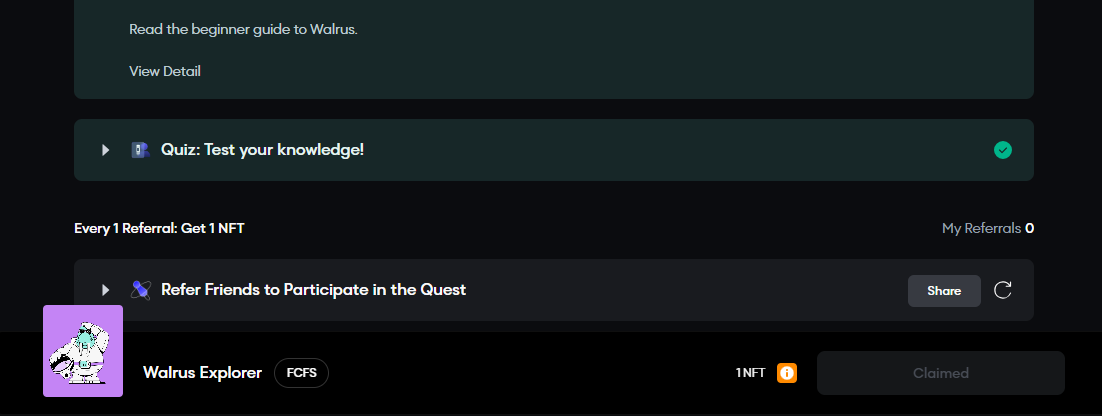 Read the beginner guide to Walrus.
View Detail
Quiz: Test your knowledge!
Every 1 Referral: Get 1 NFT
My Referrals 0
Refer Friends to Participate in the Quest
Share
Walrus Explorer
FCFS
1 NFT
Claimed